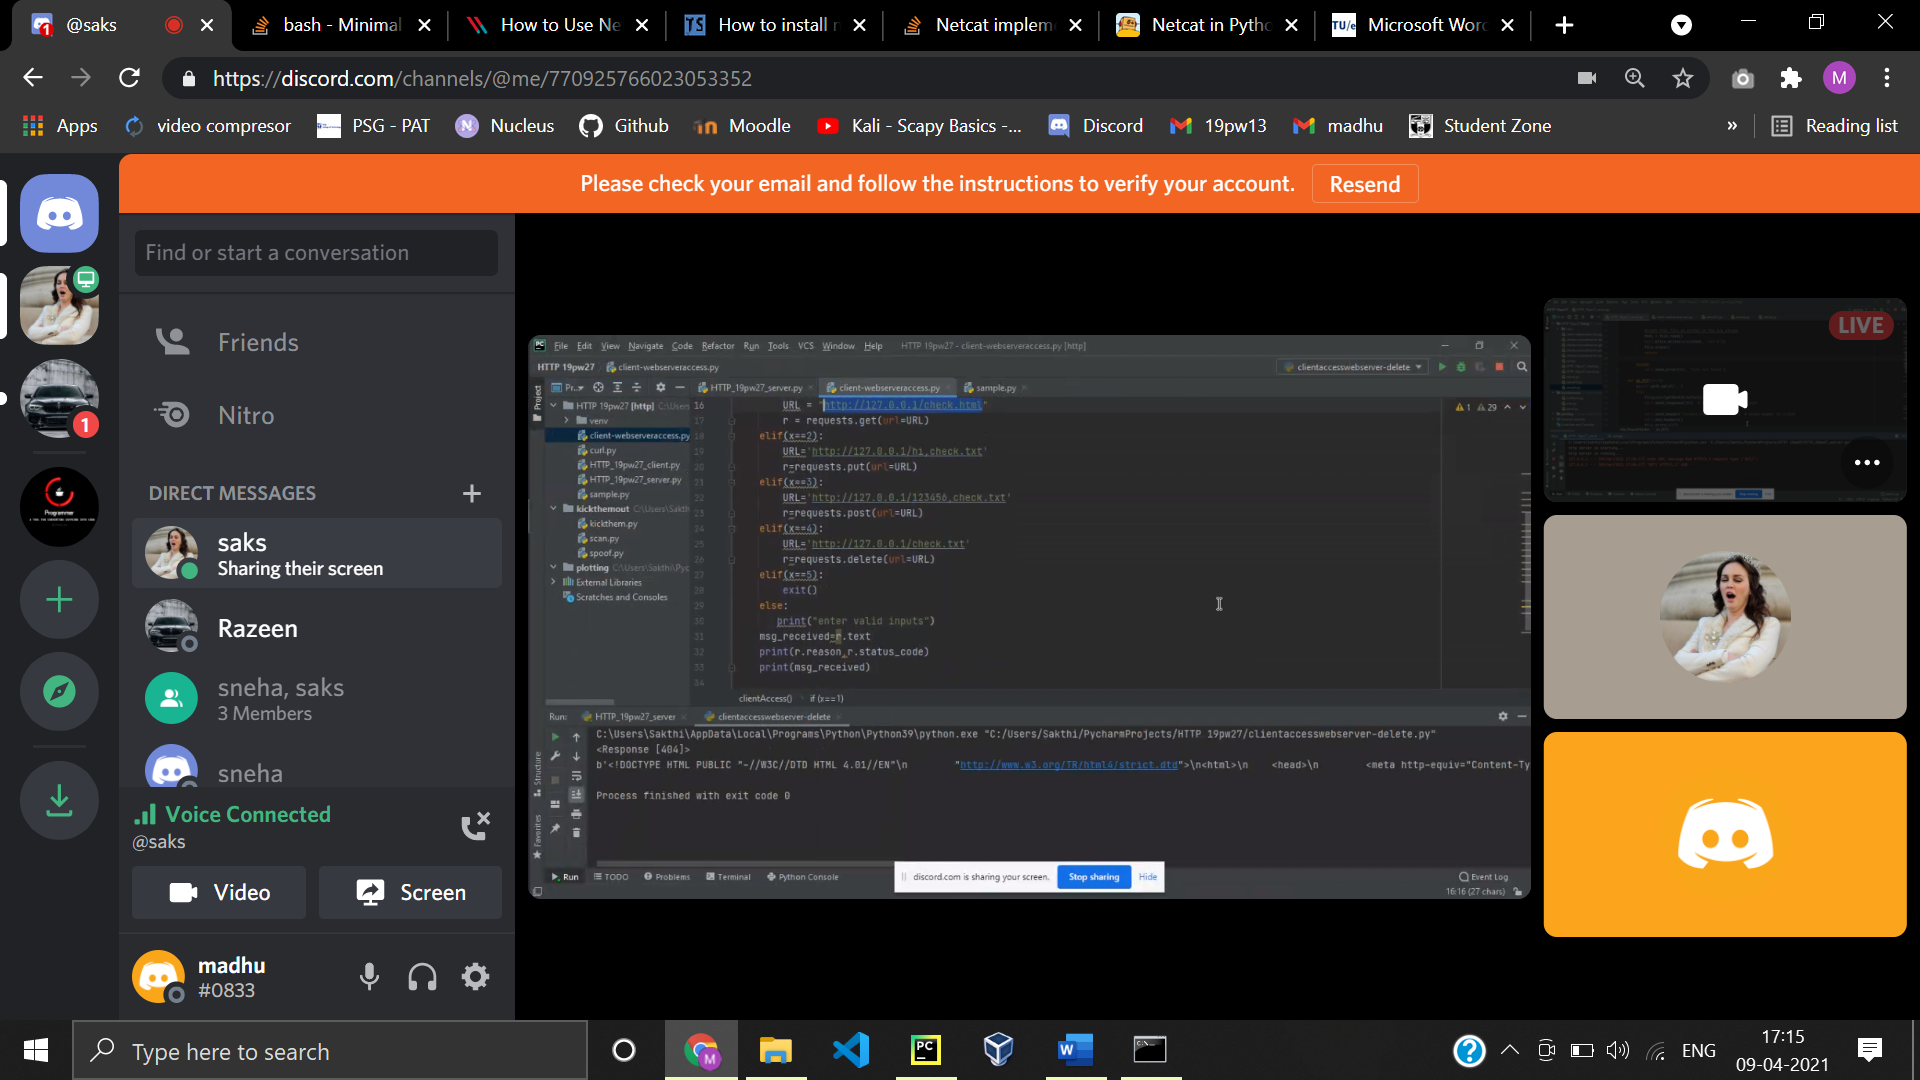 @saks
bash - Minimal
How to Use Ne
How to install n
Netcat implem
Netcat in Pytho
Microsoft Word
https://discord.com/channels/@me/770925766023053352
M
Apps
video compresor
PSG - PAT
Nucleus
Github
Moodle
Kali - Scapy Basics -...
Discord
19pw13
madhu
Student Zone
»
Reading list
Please check your email and follow the instructions to verify your account.
Resend
Find or start a conversation
Friends
Nitro
1
DIRECT MESSAGES
saks
Sharing their screen
Razeen
sneha, saks
3 Members
sneha
Voice Connected
@saks
Video
Screen
madhu
#0833
Programmer
File Edit View Navigate Code Refactor Run Tools VCS Window Help
HTTP 19pw27 - client-webserveraccess.py [http]
HTTP 19pw27
client-webserveraccess.py
clientaccesswebserver-delete
Pr...
HTTP_19pw27_server.py
client-webserveraccess.py
sample.py
Project
HTTP 19pw27 [http] C:\Users
venv
client-webserveraccess.py
curl.py
HTTP_19pw27_client.py
HTTP_19pw27_server.py
sample.py
kickthemout C:\Users\Sakth
kickthem.py
scan.py
spoof.py
plotting C:\Users\Sakthi\Pyc
External Libraries
Scratches and Consoles
16 URL = "http://127.0.0.1/check.html"
17 r = requests.get(url=URL)
18 elif(x==2):
19 URL='http://127.0.0.1/hi,check.txt'
20 r=requests.put(url=URL)
21 elif(x==3):
22 URL='http://127.0.0.1/123456,check.txt'
23 r=requests.post(url=URL)
24 elif(x==4):
25 URL='http://127.0.0.1/check.txt'
26 r=requests.delete(url=URL)
27 elif(x==5):
28 exit()
29 else:
30 print("enter valid inputs")
31 msg_received=r.text
32 print(r.reason,r.status_code)
33 print(msg_received)
34
1 29
clientAccess()
if (x==1)
Run:
HTTP_19pw27_server
clientaccesswebserver-delete
C:\Users\Sakthi\AppData\Local\Programs\Python\Python39\python.exe "C:/Users/Sakthi/PycharmProjects/HTTP 19pw27/clientaccesswebserver-delete.py"
<Response [404]>
b'<!DOCTYPE HTML PUBLIC "-//W3C//DTD HTML 4.01//EN"\n "http://www.w3.org/TR/html4/strict.dtd">\n<html>\n <head>\n <meta http-equiv="Content-Ty
Process finished with exit code 0
Structure
Favorites
Run
TODO
Problems
Terminal
Python Console
discord.com is sharing your screen.
Stop sharing
Hide
Event Log
16:16 (27 chars)
LIVE
Type here to search
ENG
17:15
09-04-2021